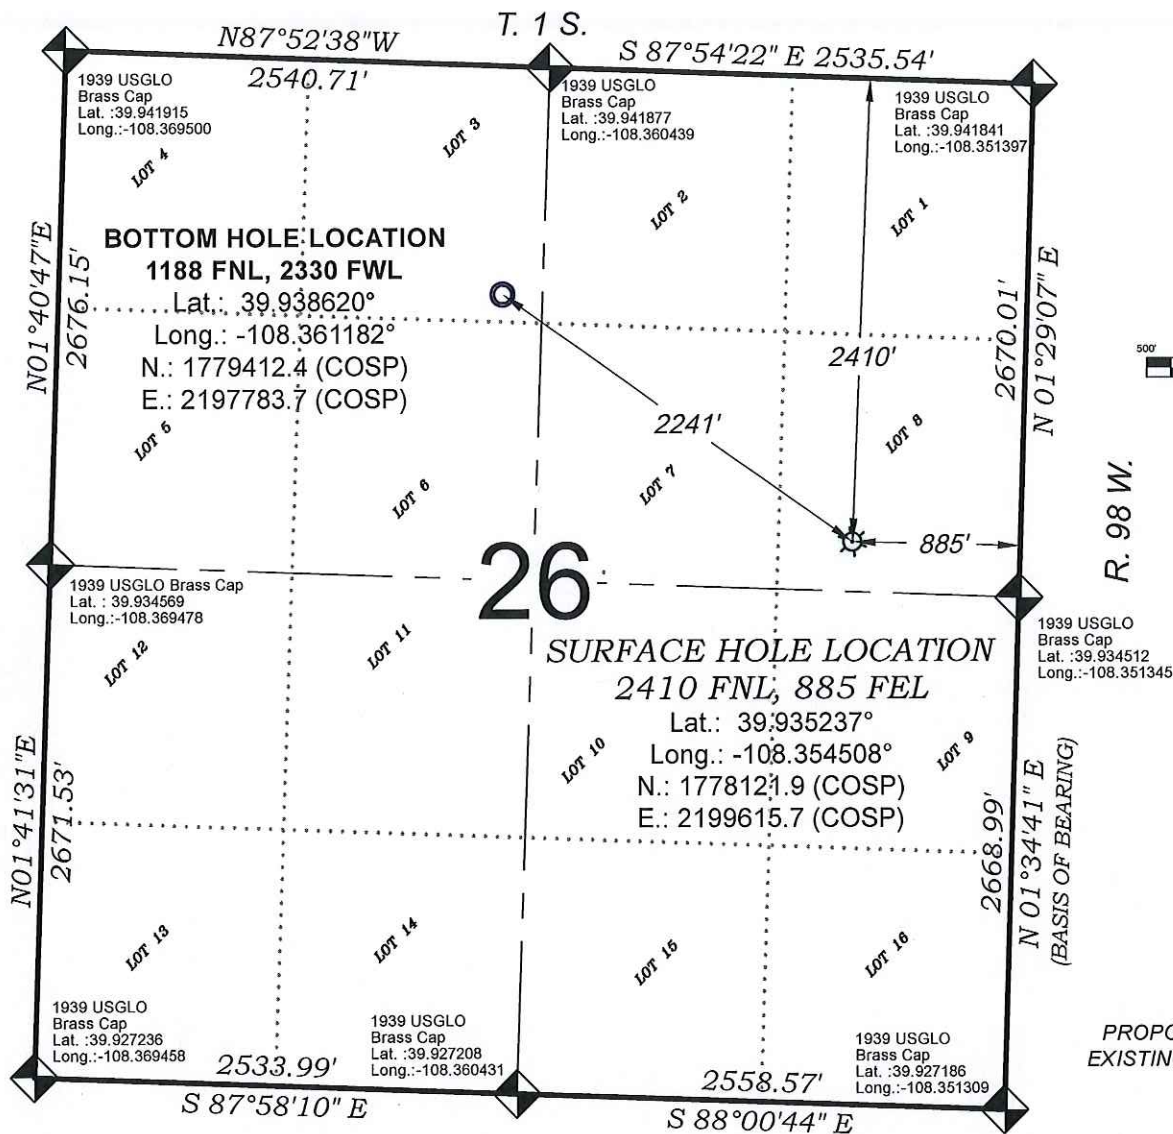 T. 1 S.
N87°52'38"W
2540.71'
S 87°54'22" E 2535.54'
1939 USGLO
Brass Cap
Lat. :39.941915
Long.:-108.369500
1939 USGLO
Brass Cap
Lat. :39.941877
Long.:-108.360439
1939 USGLO
Brass Cap
Lat. :39.941841
Long.:-108.351397
LOT 4
LOT 3
LOT 2
LOT 1
BOTTOM HOLE LOCATION
1188 FNL, 2330 FWL
Lat.: 39.938620°
Long.: -108.361182°
N.: 1779412.4 (COSP)
E.: 2197783.7 (COSP)
N01°40'47"E
2676.15'
2410'
2670.01'
N 01°29'07" E
500'
2241'
LOT 5
LOT 6
LOT 7
LOT 8
885'
R. 98 W.
26
1939 USGLO Brass Cap
Lat. : 39.934569
Long.:-108.369478
1939 USGLO
Brass Cap
Lat. :39.934512
Long.:-108.351345
LOT 12
LOT 11
SURFACE HOLE LOCATION
2410 FNL, 885 FEL
Lat.: 39.935237°
Long.: -108.354508°
N.: 1778121.9 (COSP)
E.: 2199615.7 (COSP)
LOT 10
LOT 9
N01°41'31"E
2671.53'
2668.99'
N 01°34'41" E
(BASIS OF BEARING)
LOT 13
LOT 14
LOT 15
LOT 16
1939 USGLO
Brass Cap
Lat. :39.927236
Long.:-108.369458
1939 USGLO
Brass Cap
Lat. :39.927208
Long.:-108.360431
1939 USGLO
Brass Cap
Lat. :39.927186
Long.:-108.351309
PROPO
EXISTIN
2533.99'
S 87°58'10" E
2558.57'
S 88°00'44" E